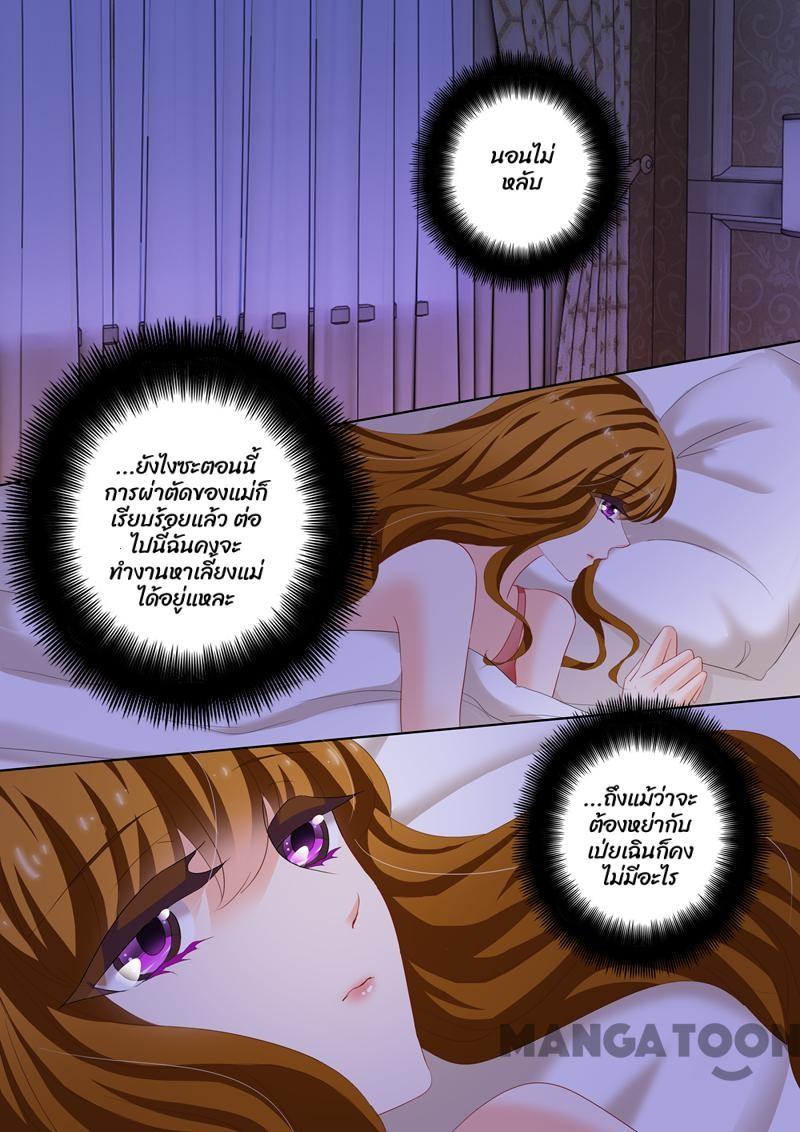 นอนไม่
หลับ
...ยังไงซะตอนนี้
การผ่าตัดของแม่ก็
เรียบร้อยแล้ว ต่อ
ไปนี้ฉันคงจะ
ทำงานหาเลี้ยงแม่
ได้อยู่แหละ
...ถึงแม้ว่าจะ
ต้องหย่ากับ
เป่ยเฉินก็คง
ไม่มีอะไร
MANGATOON